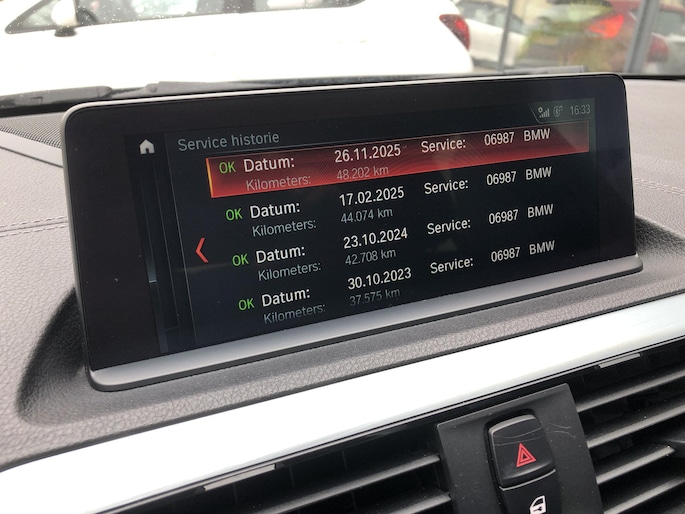 16:33
Service historie
OK Datum: 26.11.2025 Service: 06987 BMW
Kilometers: 48.202 km
OK Datum: 17.02.2025 Service: 06987 BMW
Kilometers: 44.074 km
OK Datum: 23.10.2024 Service: 06987 BMW
Kilometers: 42.708 km
OK Datum: 30.10.2023 Service: 06987 BMW
Kilometers: 37.575 km